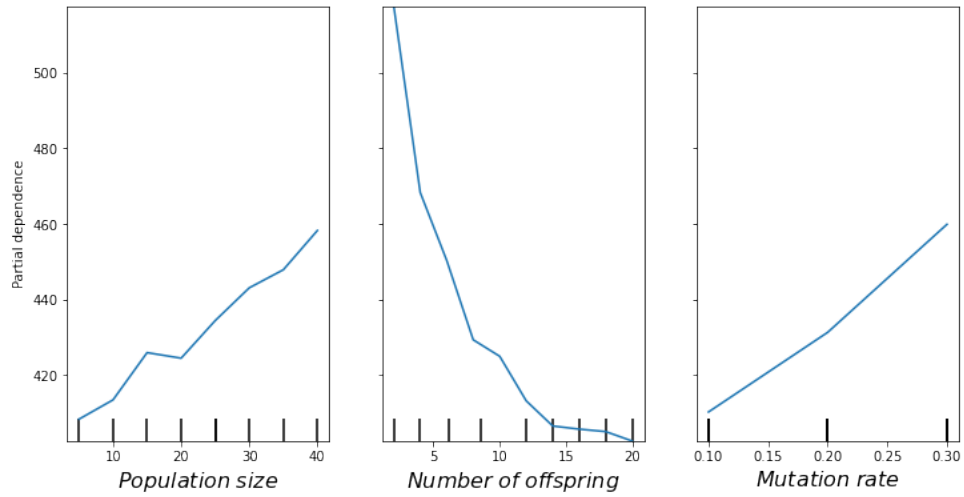 Partial dependence
500
480
460
440
420
10 20 30 40
Population size
5 10 15 20
Number of offspring
0.10 0.15 0.20 0.25 0.30
Mutation rate